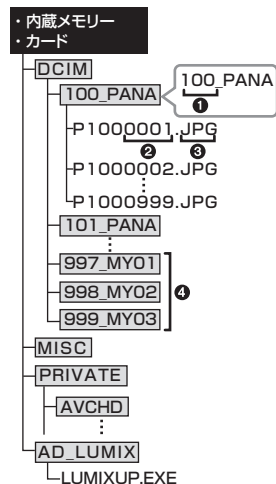 ・内蔵メモリー
・カード
DCIM
100_PANA
100_PANA
❶
P1000001.JPG
❷ ❸
P1000002.JPG
P1000999.JPG
101_PANA
997_MY01
998_MY02
❹
999_MY03
MISC
PRIVATE
AVCHD
AD_LUMIX
LUMIXUP.EXE